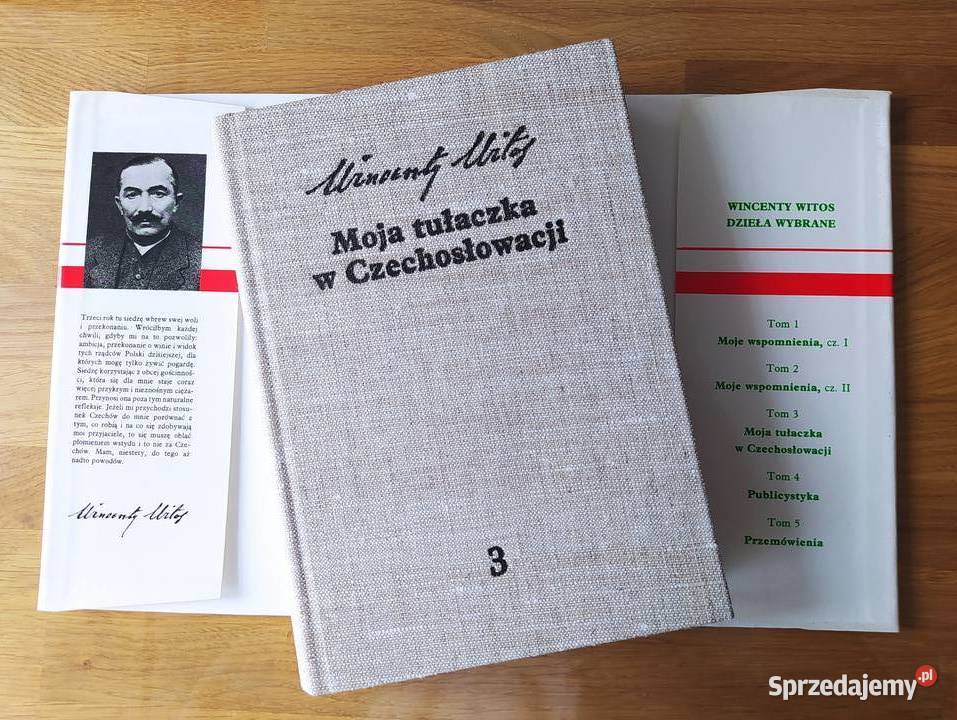 Trzeci rok tu siedzę wbrew swej woli
i przekonaniu. Wróciłbym każdej
chwili, gdyby mi na to pozwoliły:
ambicja, przekonanie o winie i widok
tych rządców Polski dzisiejszej, dla
których mogę tylko żywić pogardę.
Siedzę korzystając z obcej gościnnoś-
ci, która się dla mnie staje coraz
więcej przykrym i nieznośnym cięża-
rem. Przynosi ona poza tym naturalne
refleksje. Jeżeli mi przychodzi stosu-
nek Czechów do mnie porównać z
tym, co robią i na co się zdobywają
moi przyjaciele, to się muszę oblać
płomieniem wstydu i to nie za Cze-
chów. Mam, niestety, do tego aż
nadto powodów.
Wincenty Witos
Wincenty Witos
Moja tułaczka
w Czechosłowacji
3
WINCENTY WITOS
DZIEŁA WYBRANE
Tom 1
Moje wspomnienia, cz. I
Tom 2
Moje wspomnienia, cz. II
Tom 3
Moja tułaczka
w Czechosłowacji
Tom 4
Publicystyka
Tom 5
Przemówienia
Sprzedajemy.pl